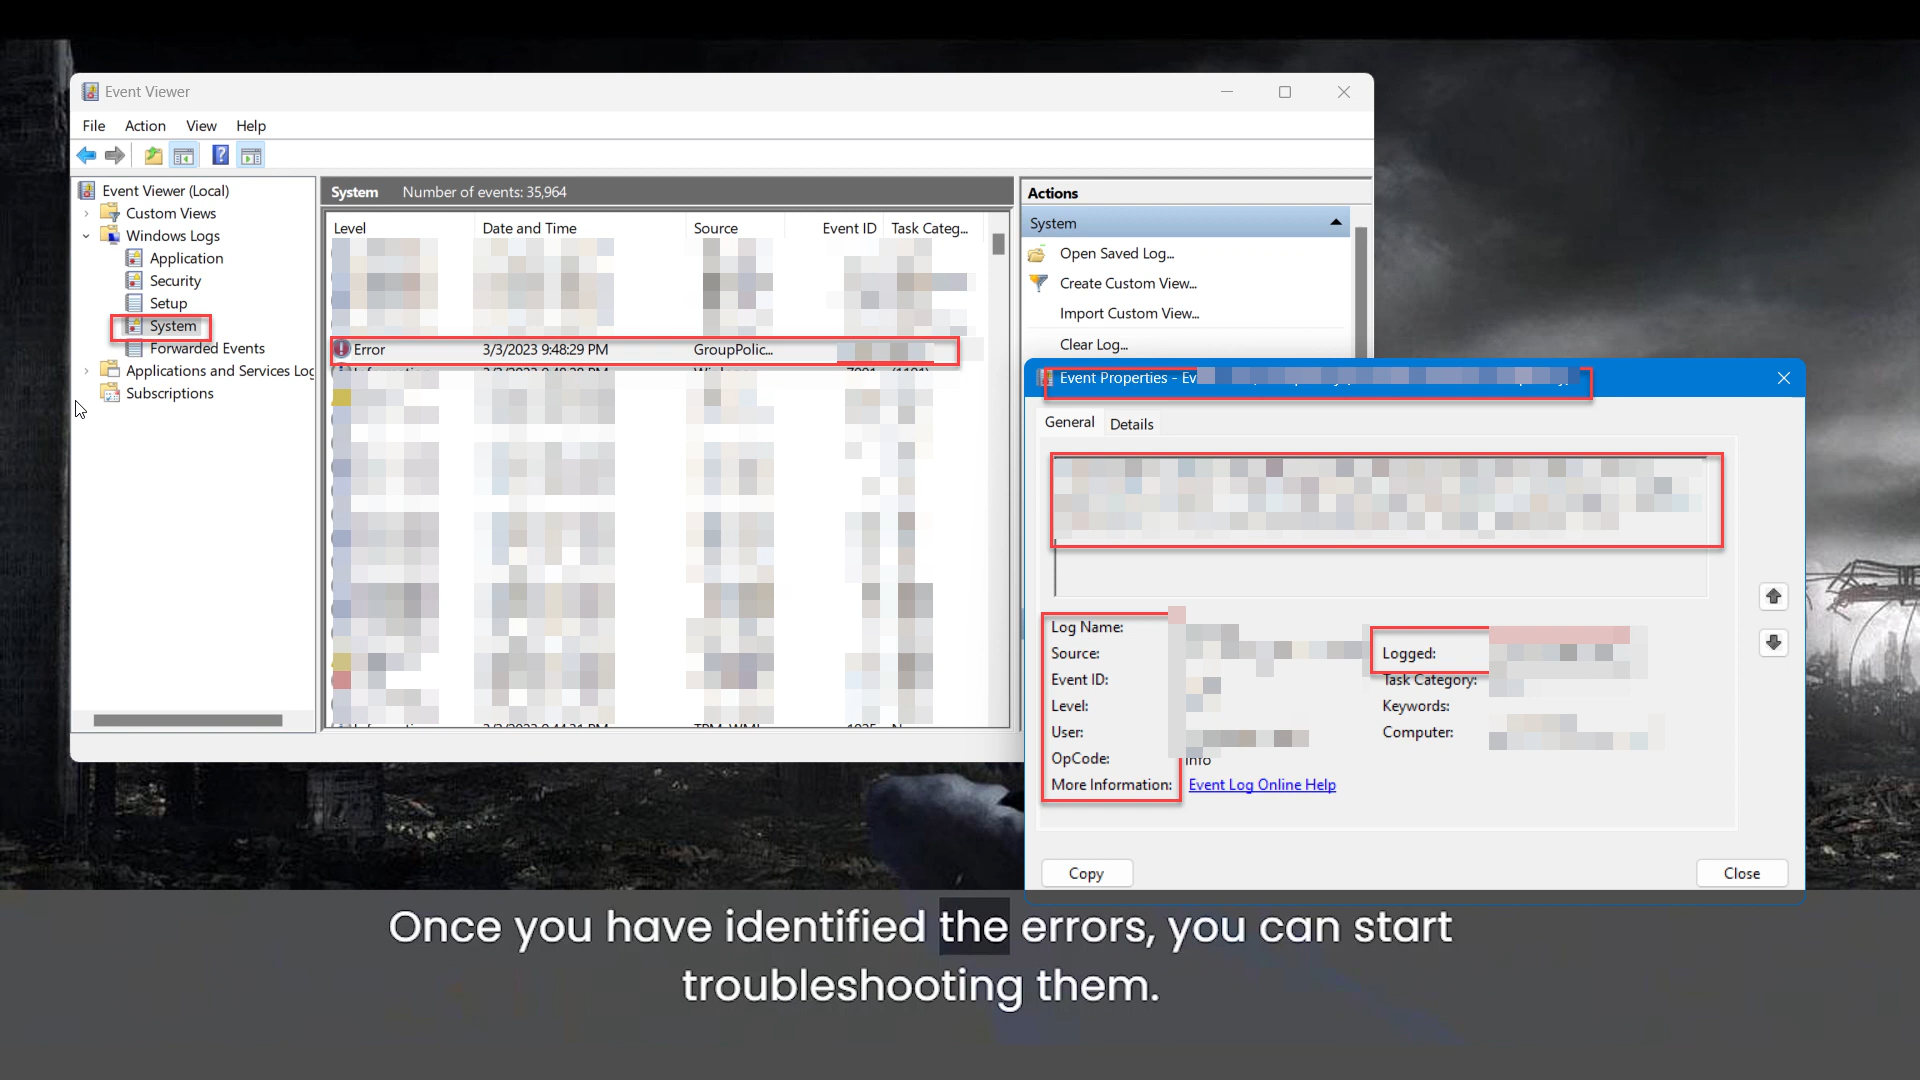 Event Viewer
File Action View Help
Event Viewer (Local)
Custom Views
Windows Logs
Application
Security
Setup
System
Forwarded Events
Applications and Services Log
Subscriptions
System Number of events: 35,964
Level Date and Time Source Event ID Task Categ...
Error 3/3/2023 9:48:29 PM GroupPolic...
Actions
System
Open Saved Log...
Create Custom View...
Import Custom View...
Clear Log...
Event Properties - Ev
General Details
Log Name:
Source:
Event ID:
Level:
User:
OpCode: Info
More Information: Event Log Online Help
Logged:
Task Category:
Keywords:
Computer:
Copy Close
Once you have identified the errors, you can start
troubleshooting them.